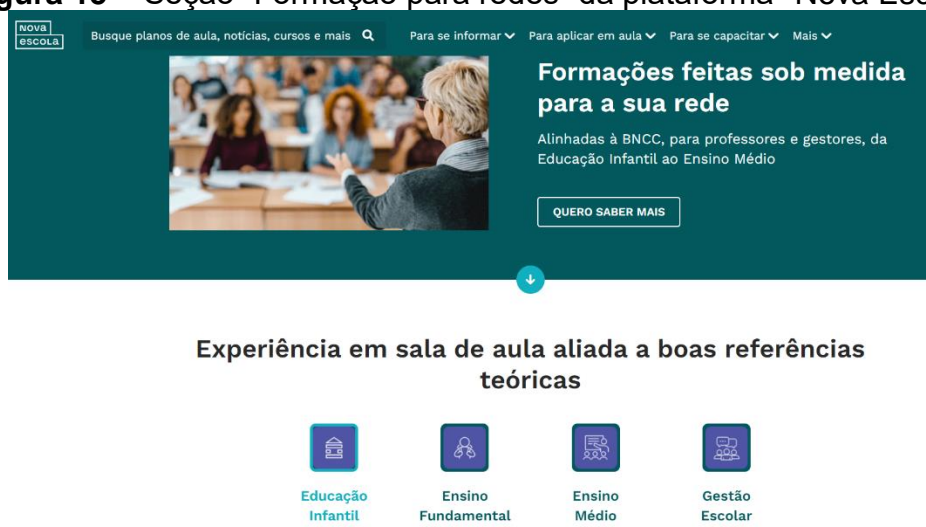 Seção "Formação para redes" da plataforma "Nova
nova
escola
Busque planos de aula, notícias, cursos e mais
Para se informar
Para aplicar em aula
Para se capacitar
Mais
Formações feitas sob medida
para a sua rede
Alinhadas à BNCC, para professores e gestores, da
Educação Infantil ao Ensino Médio
QUERO SABER MAIS
Experiência em sala de aula aliada a boas referências
teóricas
Educação
Infantil
Ensino
Fundamental
Ensino
Médio
Gestão
Escolar